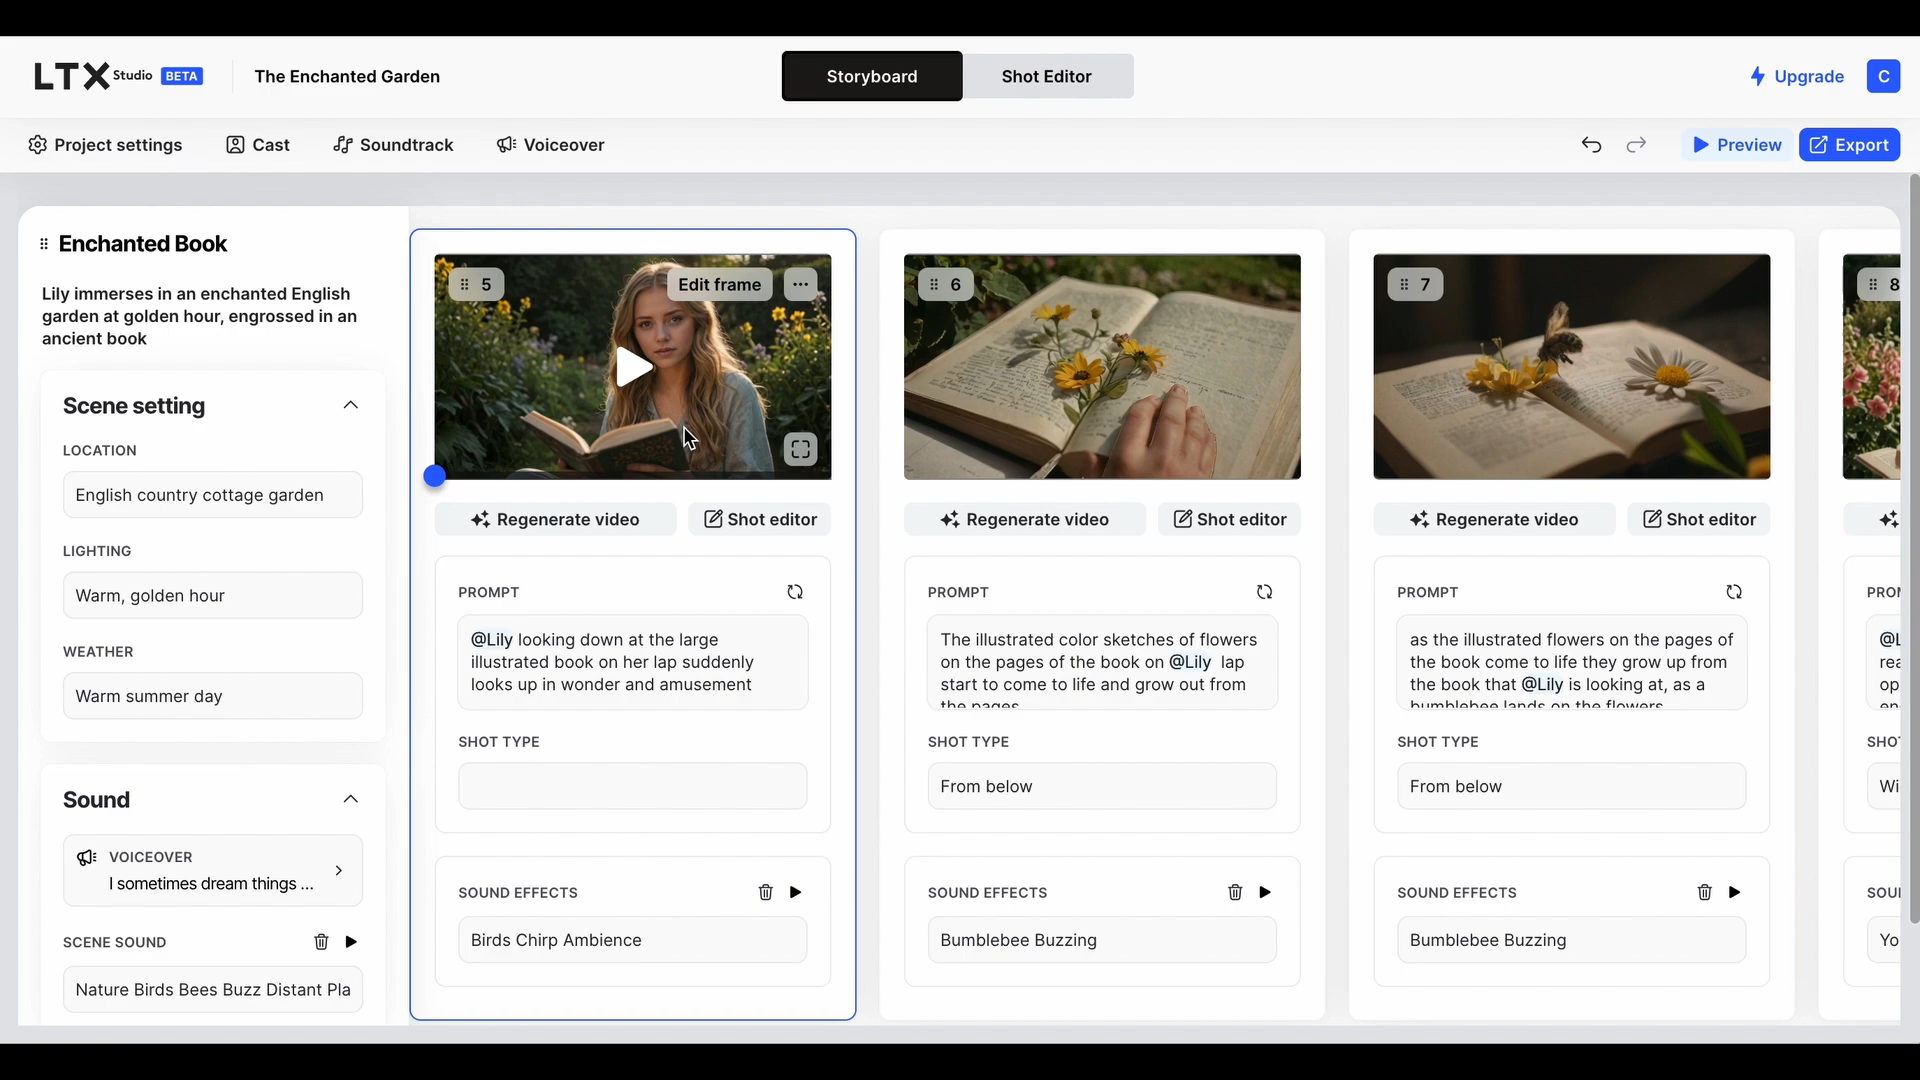 LTX Studio BETA
The Enchanted Garden
Storyboard
Shot Editor
Upgrade
C
Project settings
Cast
Soundtrack
Voiceover
Preview
Export
Enchanted Book
Lily immerses in an enchanted English
garden at golden hour, engrossed in an
ancient book
Scene setting
LOCATION
English country cottage garden
LIGHTING
Warm, golden hour
WEATHER
Warm summer day
Sound
VOICEOVER
I sometimes dream things ...
SCENE SOUND
Nature Birds Bees Buzz Distant Pla
5
Edit frame
Regenerate video
Shot editor
PROMPT
@Lily looking down at the large
illustrated book on her lap suddenly
looks up in wonder and amusement
SHOT TYPE
SOUND EFFECTS
Birds Chirp Ambience
6
Regenerate video
Shot editor
PROMPT
The illustrated color sketches of flowers
on the pages of the book on @Lily lap
start to come to life and grow out from
the pages
SHOT TYPE
From below
SOUND EFFECTS
Bumblebee Buzzing
7
Regenerate video
Shot editor
PROMPT
as the illustrated flowers on the pages of
the book come to life they grow up from
the book that @Lily is looking at, as a
bumblebee lands on the flowers
SHOT TYPE
From below
SOUND EFFECTS
Bumblebee Buzzing
8